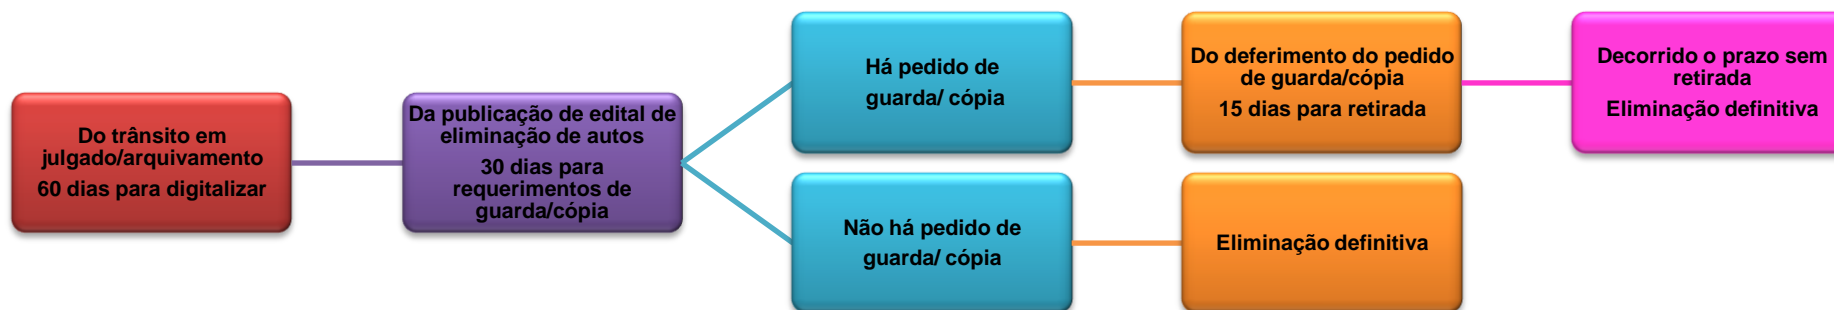 Do trânsito em
julgado/arquivamento
60 dias para digitalizar
Da publicação de edital de
eliminação de autos
30 dias para
requerimentos de
guarda/cópia
Há pedido de
guarda/ cópia
Do deferimento do pedido
de guarda/cópia
15 dias para retirada
Decorrido o prazo sem
retirada
Eliminação definitiva
Não há pedido de
guarda/ cópia
Eliminação definitiva